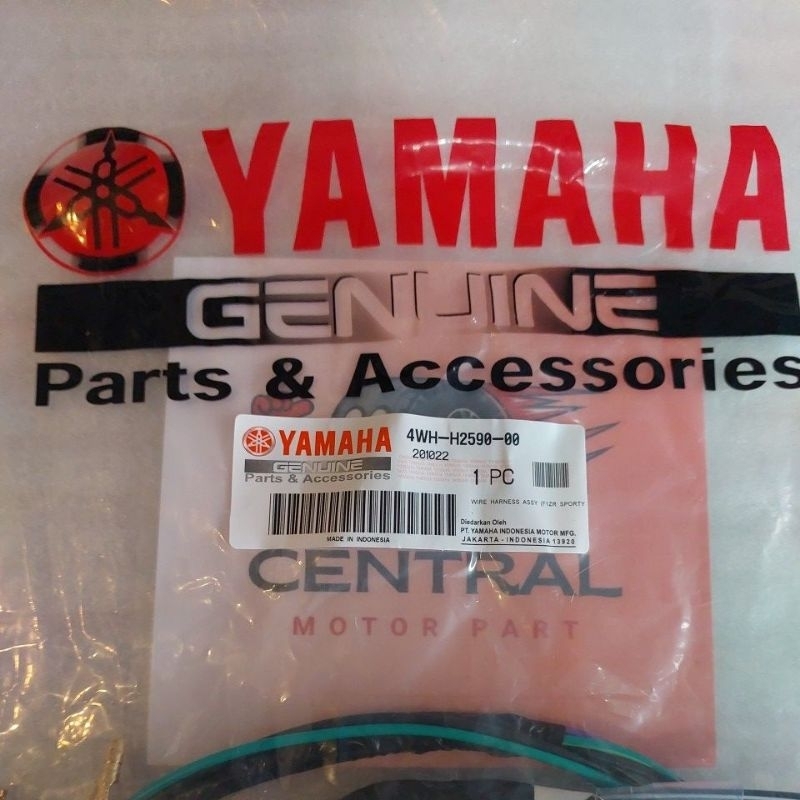 YAMAHA
GENUINE
Parts & Accessories
YAMAHA 4WH-H2590-00
GENUINE 201022
Parts & Accessories 1 PC
WIRE HARNESS ASSY (F1ZR SPORTY
Diedarkan Oleh
PT. YAMAHA INDONESIA MOTOR MFG.
MADE IN INDONESIA JAKARTA - INDONESIA 13920
CENTRAL
MOTOR PART